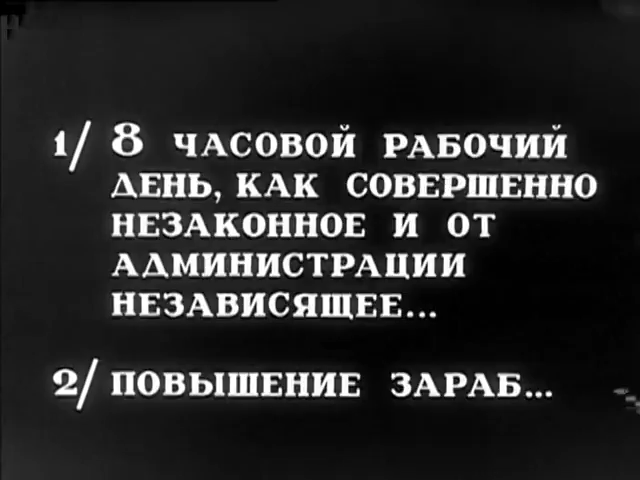 1/ 8 ЧАСОВОЙ РАБОЧИЙ
ДЕНЬ, КАК СОВЕРШЕННО
НЕЗАКОННОЕ И ОТ
АДМИНИСТРАЦИИ
НЕЗАВИСЯЩЕЕ...
2/ ПОВЫШЕНИЕ ЗАРАБ...